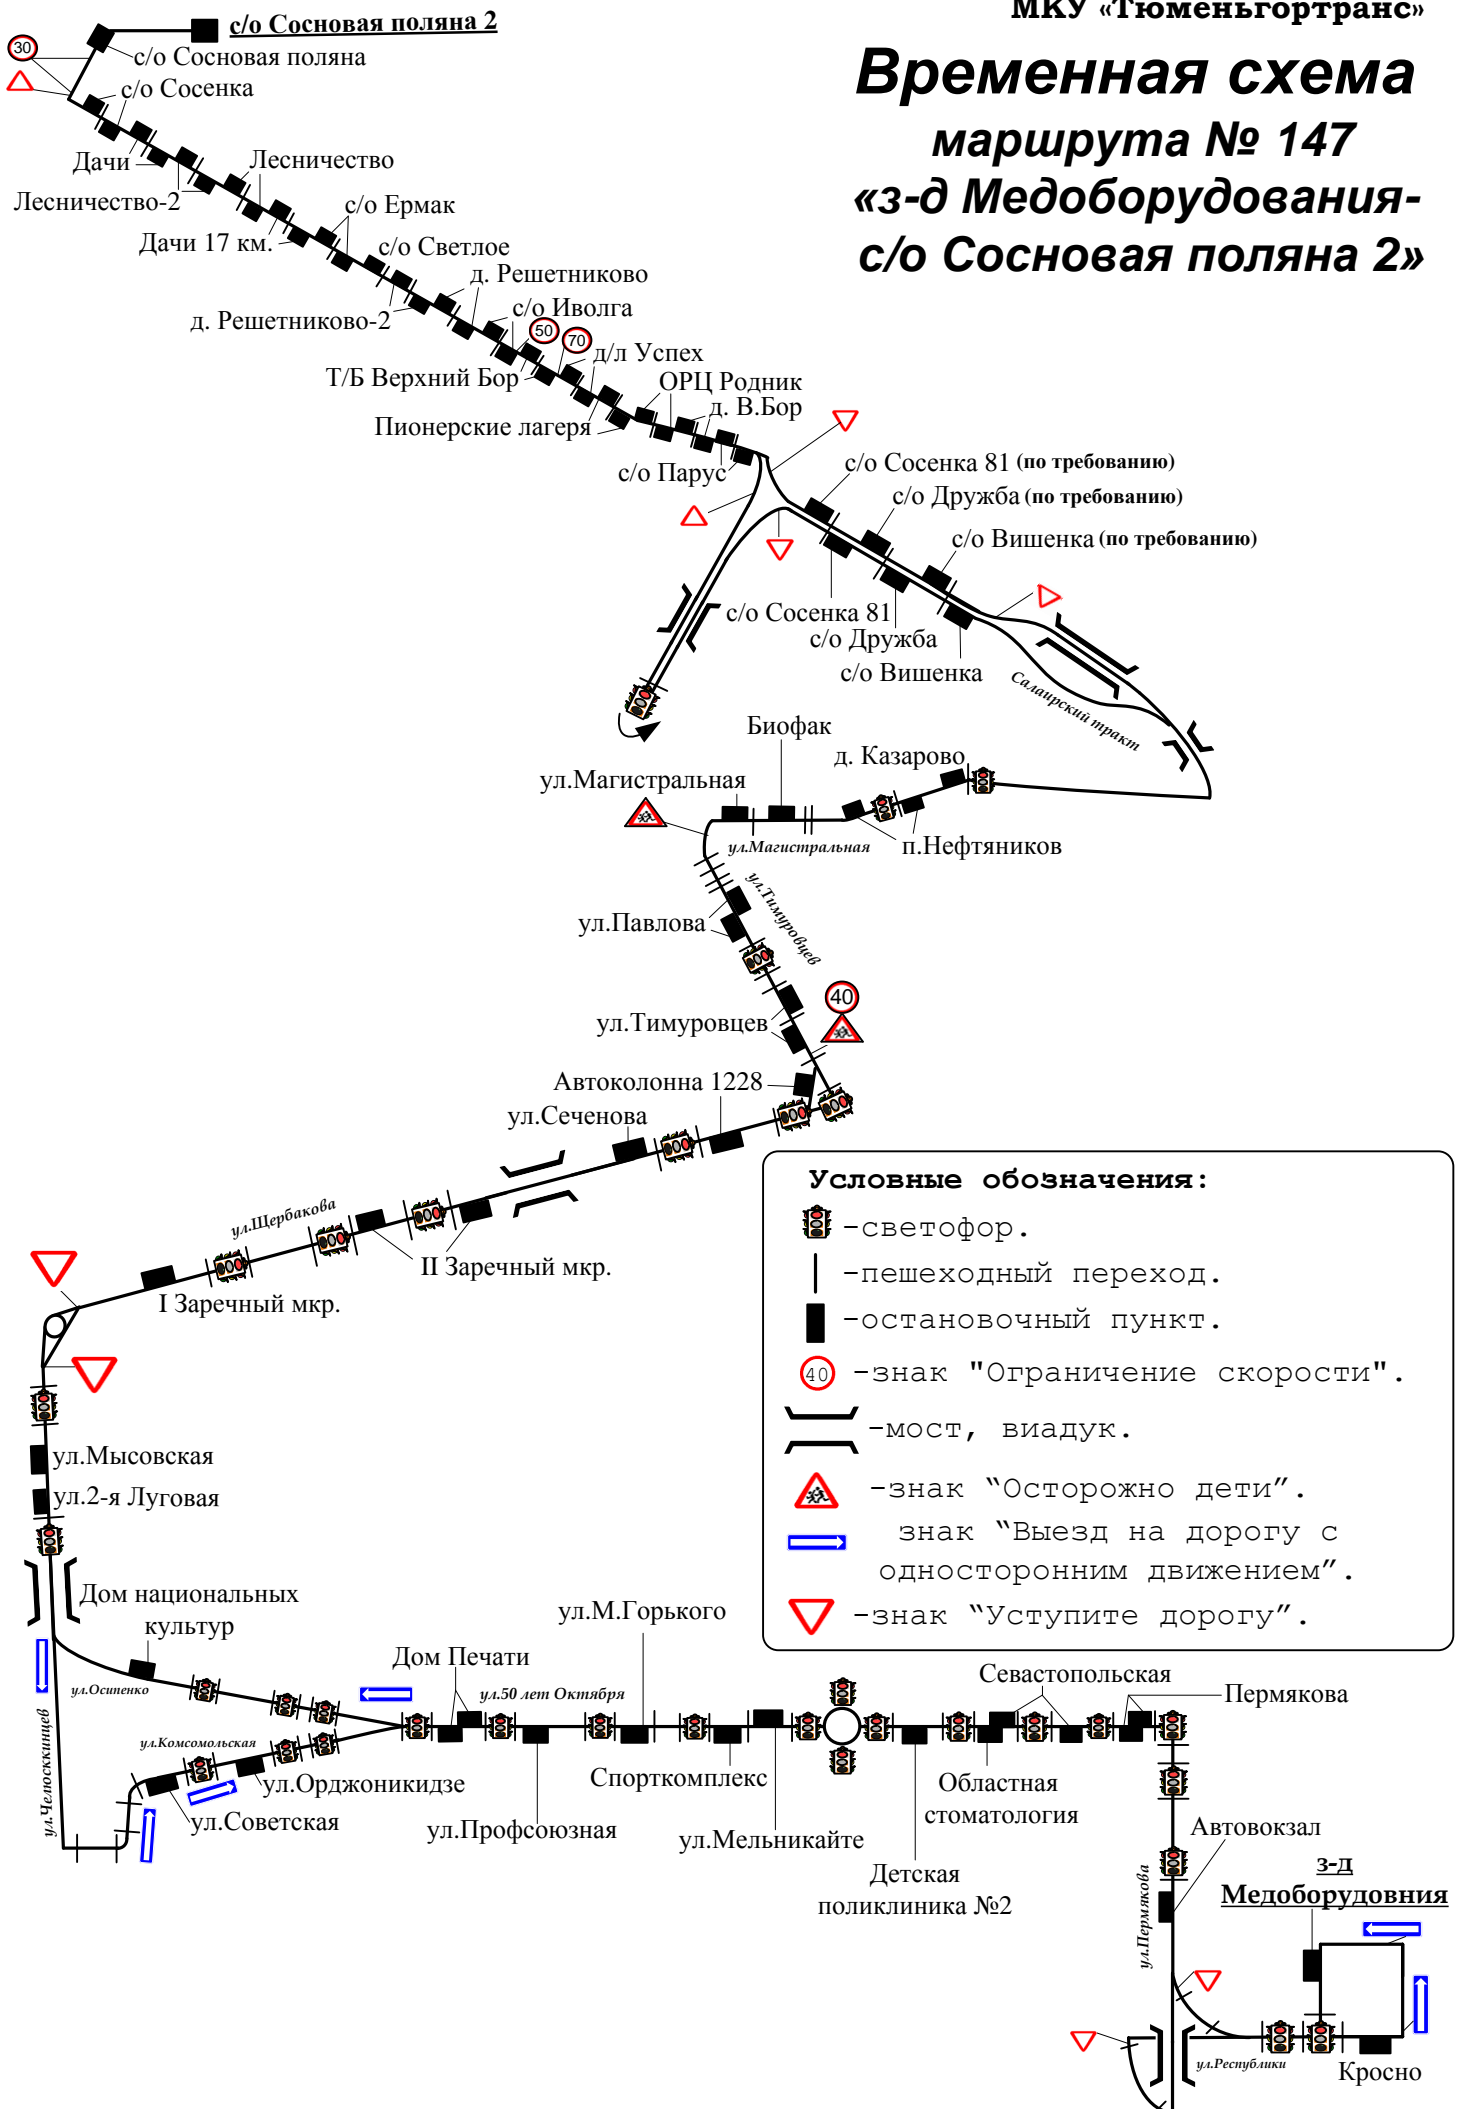 МКУ «Тюменьгортранс»
Временная схема
маршрута № 147
«з-д Медоборудования-
с/о Сосновая поляна 2»
с/о Сосновая поляна 2
30
с/о Сосновая поляна
с/о Сосенка
Дачи
Лесничество
Лесничество-2
с/о Ермак
Дачи 17 км.
с/о Светлое
д. Решетниково
д. Решетниково-2
с/о Иволга
50
70
д/л Успех
Т/Б Верхний Бор
ОРЦ Родник
д. В.Бор
Пионерские лагеря
с/о Парус
с/о Сосенка 81 (по требованию)
с/о Дружба (по требованию)
с/о Вишенка (по требованию)
с/о Сосенка 81
с/о Дружба
с/о Вишенка
Салаирский тракт
Биофак
д. Казарово
ул.Магистральная
ул.Магистральная
п.Нефтяников
ул.Тимуровцев
ул.Павлова
40
ул.Тимуровцев
Автоколонна 1228
ул.Сеченова
ул.Щербакова
II Заречный мкр.
I Заречный мкр.
Условные обозначения:
-светофор.
-пешеходный переход.
-остановочный пункт.
40
-знак "Ограничение скорости".
-мост, виадук.
-знак “Осторожно дети”.
знак “Выезд на дорогу с
односторонним движением”.
-знак “Уступите дорогу”.
ул.Мысовская
ул.2-я Луговая
Дом национальных
культур
ул.Осипенко
ул.Челюскинцев
ул.Комсомольская
ул.Орджоникидзе
ул.Советская
Дом Печати
ул.50 лет Октября
ул.М.Горького
ул.Профсоюзная
Спорткомплекс
ул.Мельникайте
Детская
поликлиника №2
Севастопольская
Областная
стоматология
Пермякова
Автовокзал
ул.Пермякова
з-д
Медоборудовния
ул.Республики
Кросно